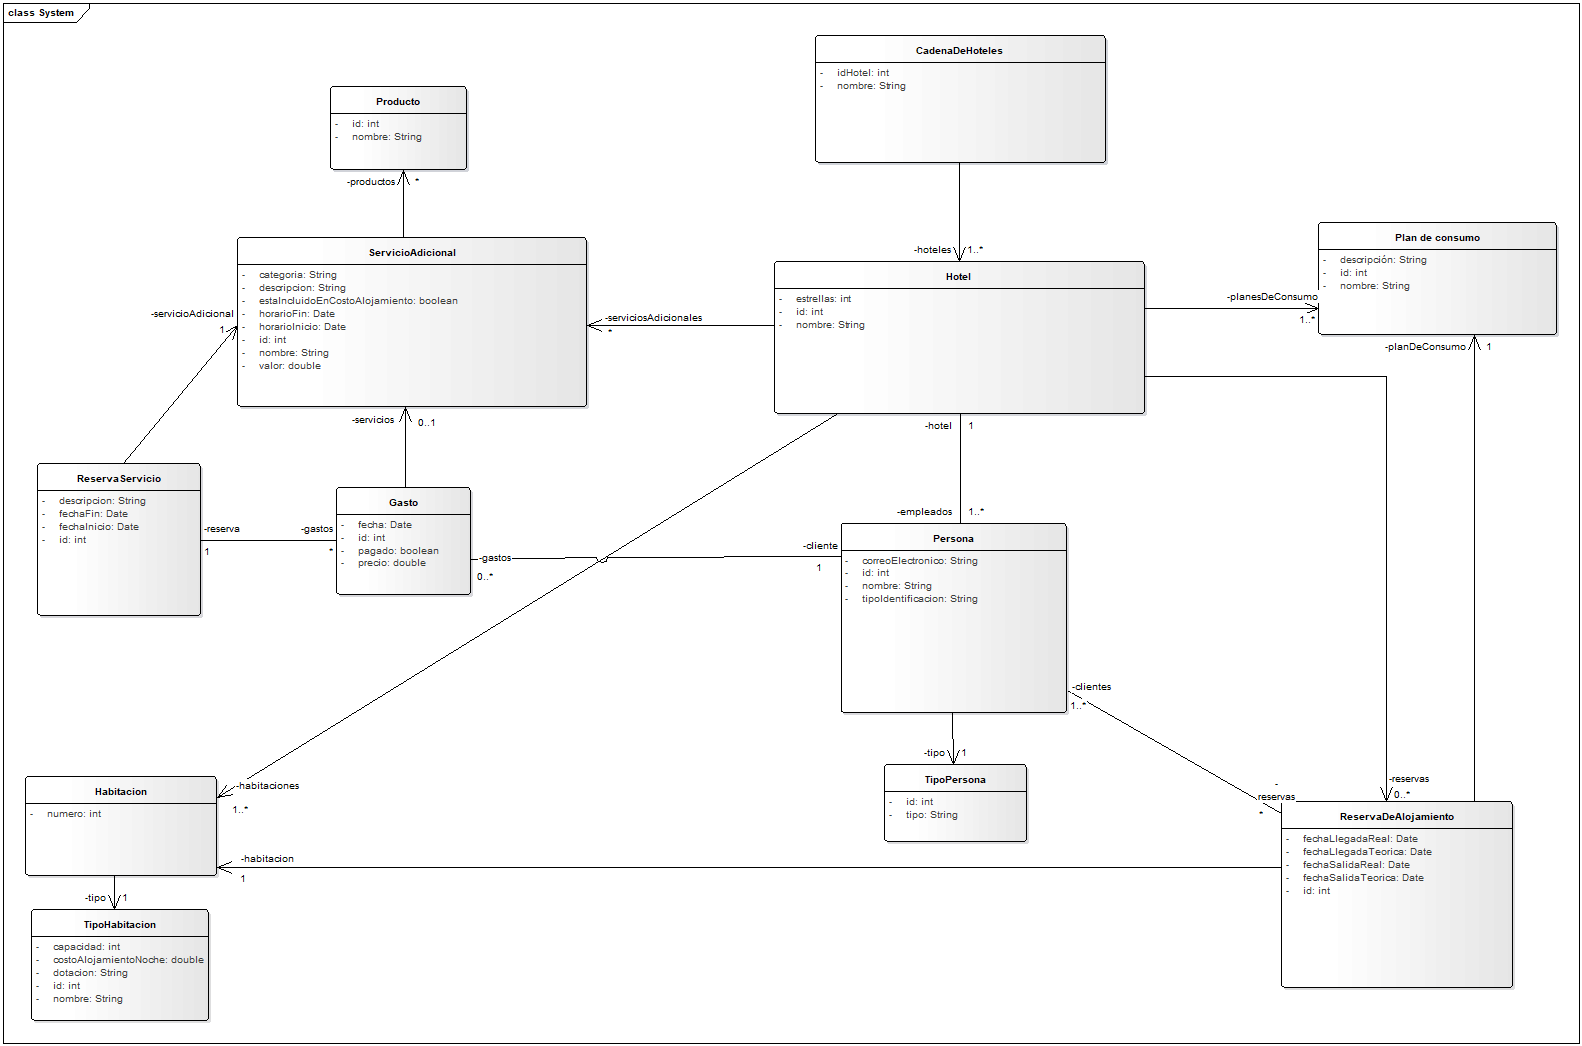 class System
CadenaDeHoteles
- idHotel: int
- nombre: String
Producto
- id: int
- nombre: String
-productos
*
-hoteles
1..*
ServicioAdicional
- categoria: String
- descripcion: String
- estaIncluidoEnCostoAlojamiento: boolean
- horarioFin: Date
- horarioInicio: Date
- id: int
- nombre: String
- valor: double
Hotel
- estrellas: int
- id: int
- nombre: String
Plan de consumo
- descripción: String
- id: int
- nombre: String
-planesDeConsumo
1..*
-serviciosAdicionales
*
-servicioAdicional
1
-planDeConsumo
1
-servicios
0..1
-hotel
1
ReservaServicio
- descripcion: String
- fechaFin: Date
- fechaInicio: Date
- id: int
-reserva
1
-gastos
*
Gasto
- fecha: Date
- id: int
- pagado: boolean
- precio: double
-gastos
0..*
-empleados
1..*
-cliente
1
Persona
- correoElectronico: String
- id: int
- nombre: String
- tipoIdentificacion: String
-clientes
1..*
-tipo
1
TipoPersona
- id: int
- tipo: String
-
reservas
*
-reservas
0..*
Habitacion
- numero: int
-habitaciones
1..*
ReservaDeAlojamiento
- fechaLlegadaReal: Date
- fechaLlegadaTeorica: Date
- fechaSalidaReal: Date
- fechaSalidaTeorica: Date
- id: int
-habitacion
1
-tipo
1
TipoHabitacion
- capacidad: int
- costoAlojamientoNoche: double
- dotacion: String
- id: int
- nombre: String